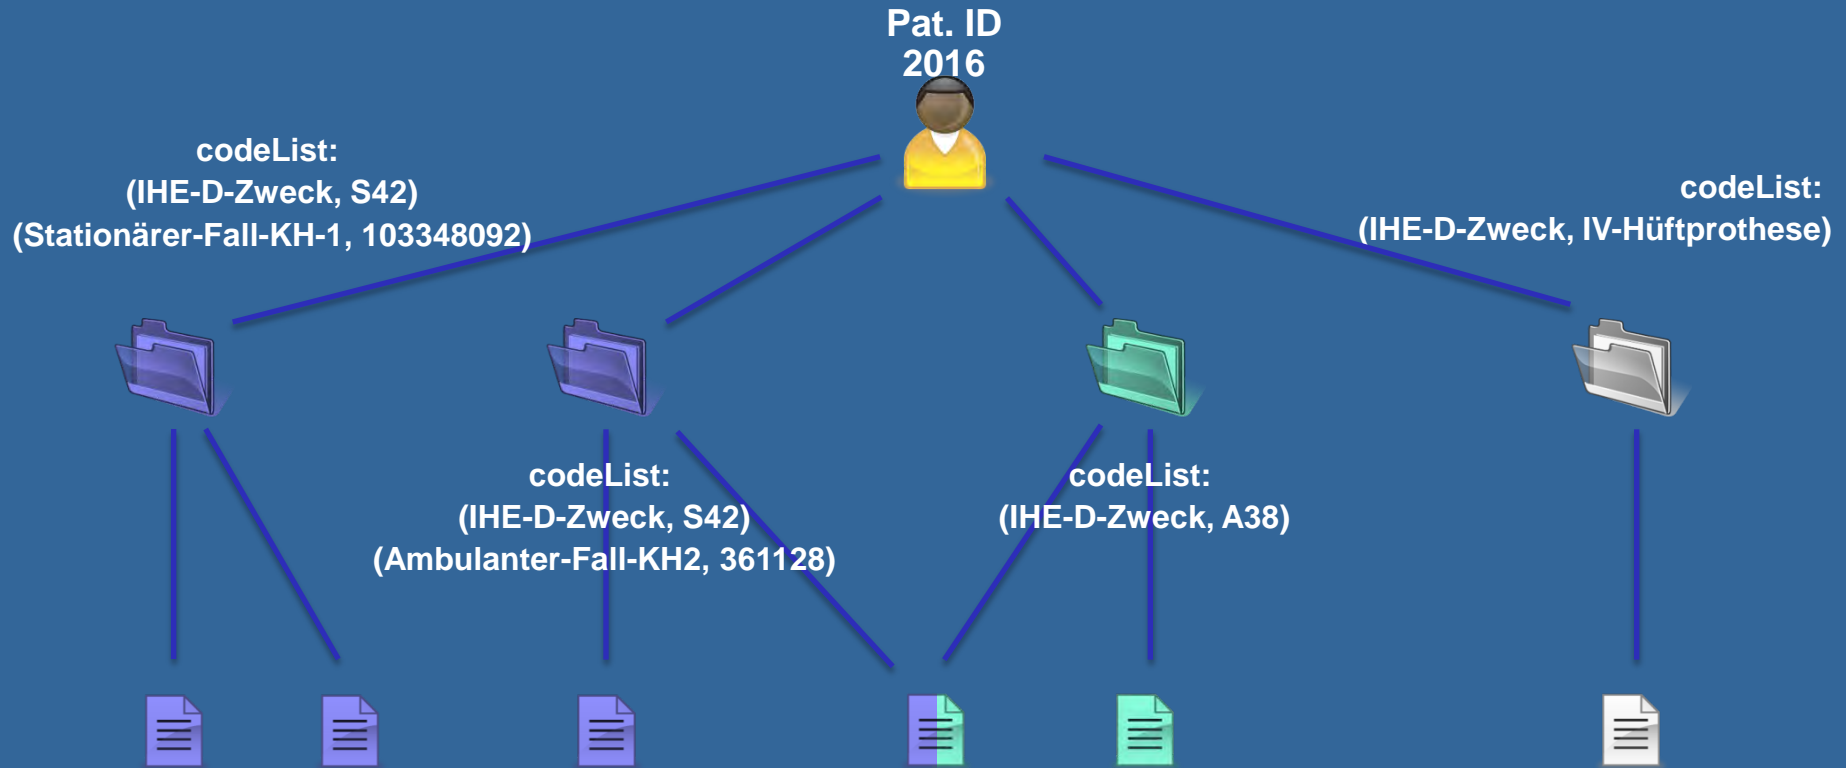 Pat. ID
2016
codeList:
(IHE-D-Zweck, S42)
(Stationärer-Fall-KH-1, 103348092)
codeList:
(IHE-D-Zweck, IV-Hüftprothese)
codeList:
(IHE-D-Zweck, S42)
(Ambulanter-Fall-KH2, 361128)
codeList:
(IHE-D-Zweck, A38)